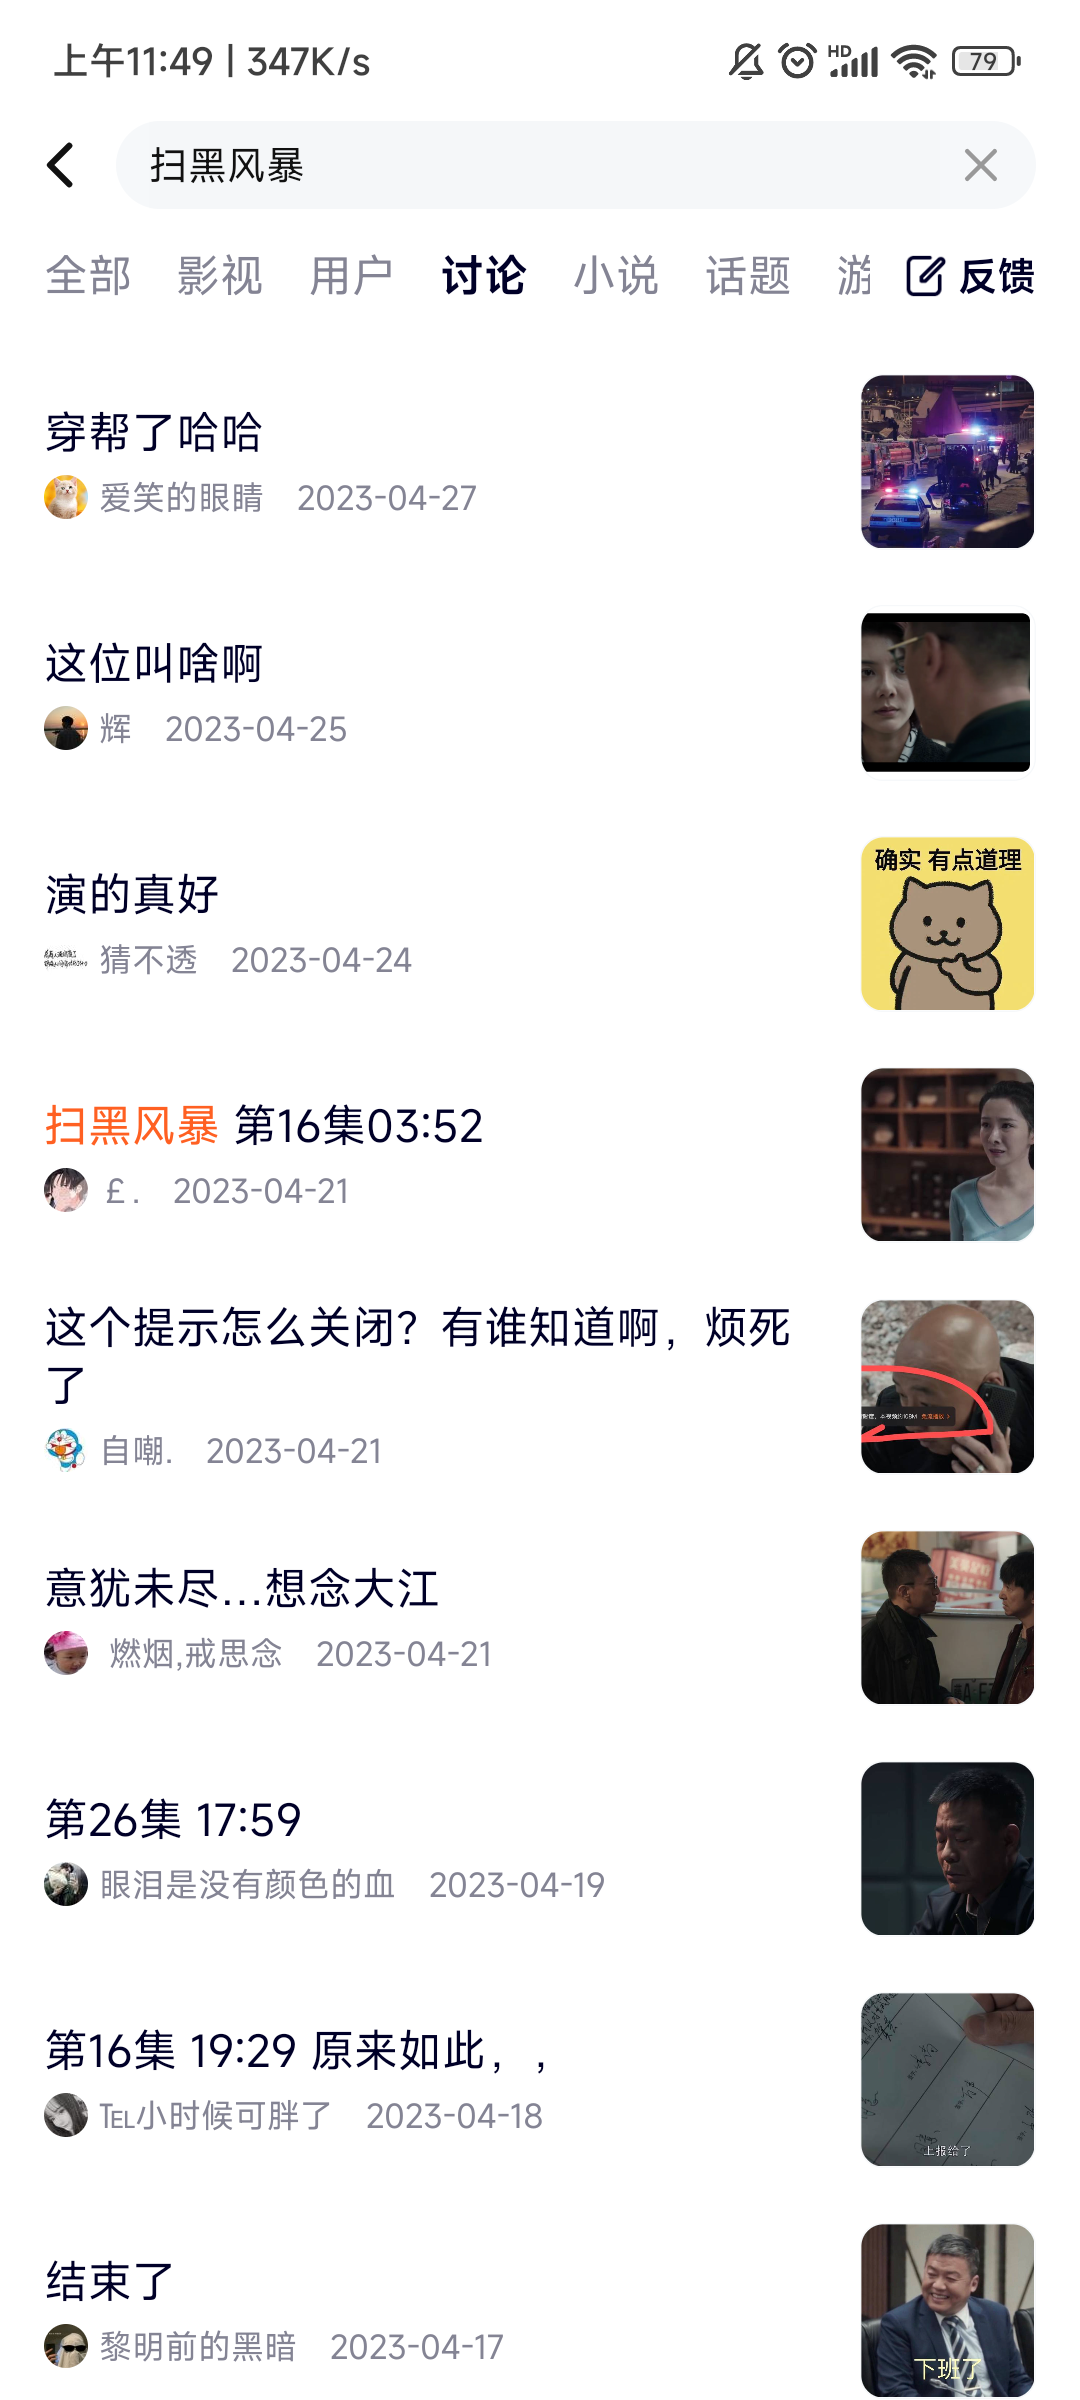 上午11:49 | 347K/s
HD
79
扫黑风暴
全部 影视 用户 讨论 小说 话题 游 反馈
穿帮了哈哈
爱笑的眼睛 2023-04-27
这位叫啥啊
辉 2023-04-25
确实 有点道理
演的真好
猜不透 2023-04-24
扫黑风暴 第16集03:52
£. 2023-04-21
这个提示怎么关闭？有谁知道啊，烦死
了
自嘲. 2023-04-21
意犹未尽...想念大江
燃烟,戒思念 2023-04-21
第26集 17:59
眼泪是没有颜色的血 2023-04-19
第16集 19:29 原来如此，，
℡小时候可胖了 2023-04-18
上报给了
结束了
黎明前的黑暗 2023-04-17
下班了